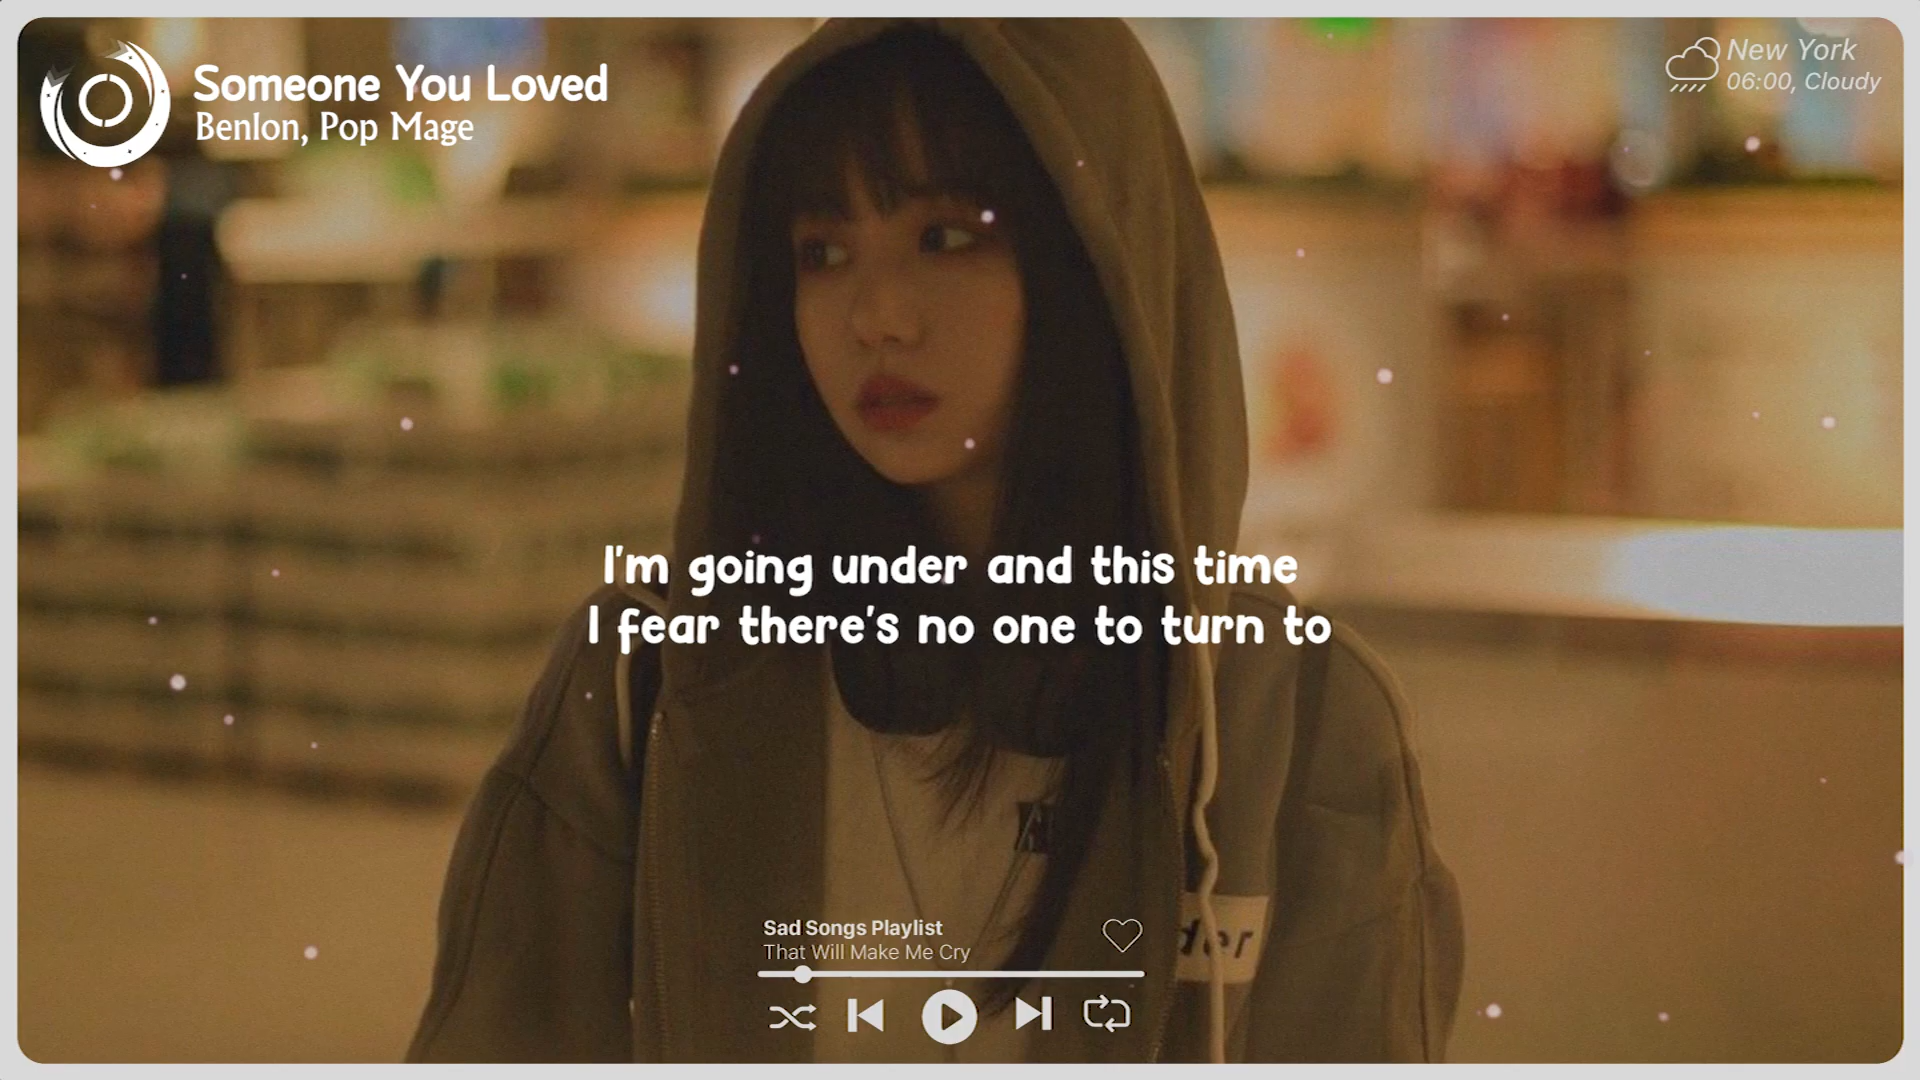 Someone You Loved
Benlon, Pop Mage
New York
06:00, Cloudy
I'm going under and this time
I fear there's no one to turn to
der
Sad Songs Playlist
That Will Make Me Cry